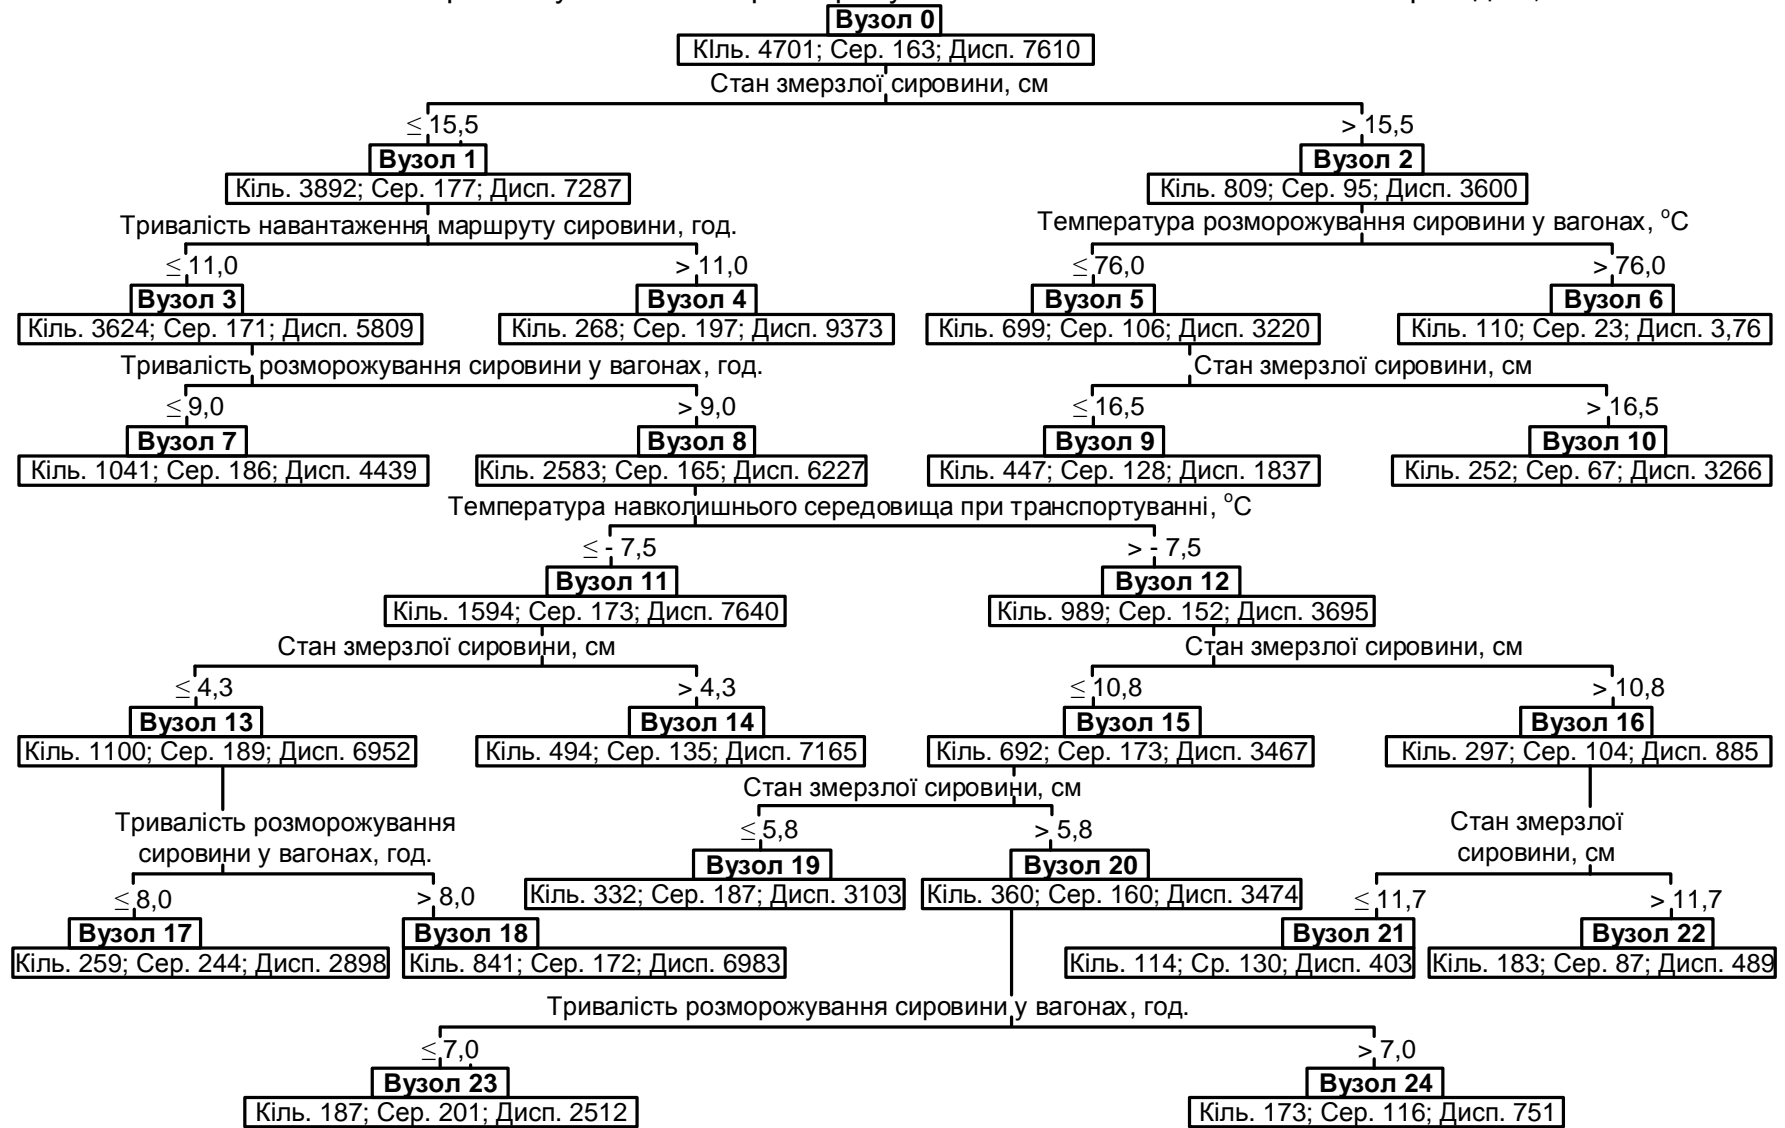 Вузол 0
КІль. 4701; Сер. 163; Дисп. 7610
Стан змерзлої сировини, см
≤ 15,5
> 15,5
Вузол 1
Вузол 2
Кіль. 3892; Сер. 177; Дисп. 7287
Кіль. 809; Сер. 95; Дисп. 3600
Тривалість навантаження маршруту сировини, год.
Температура розморожування сировини у вагонах, °С
≤ 11,0
> 11,0
≤ 76,0
> 76,0
Вузол 3
Вузол 4
Вузол 5
Вузол 6
Кіль. 3624; Сер. 171; Дисп. 5809
Кіль. 268; Сер. 197; Дисп. 9373
Кіль. 699; Сер. 106; Дисп. 3220
Кіль. 110; Сер. 23; Дисп. 3,76
Тривалість розморожування сировини у вагонах, год.
Стан змерзлої сировини, см
≤ 9,0
> 9,0
≤ 16,5
> 16,5
Вузол 7
Вузол 8
Вузол 9
Вузол 10
Кіль. 1041; Сер. 186; Дисп. 4439
Кіль. 2583; Сер. 165; Дисп. 6227
Кіль. 447; Сер. 128; Дисп. 1837
Кіль. 252; Сер. 67; Дисп. 3266
Температура навколишнього середовища при транспортуванні, °С
≤ - 7,5
> - 7,5
Вузол 11
Вузол 12
Кіль. 1594; Сер. 173; Дисп. 7640
Кіль. 989; Сер. 152; Дисп. 3695
Стан змерзлої сировини, см
Стан змерзлої сировини, см
≤ 4,3
> 4,3
≤ 10,8
> 10,8
Вузол 13
Вузол 14
Вузол 15
Вузол 16
Кіль. 1100; Сер. 189; Дисп. 6952
Кіль. 494; Сер. 135; Дисп. 7165
Кіль. 692; Сер. 173; Дисп. 3467
Кіль. 297; Сер. 104; Дисп. 885
Стан змерзлої сировини, см
Тривалість розморожування
сировини у вагонах, год.
Стан змерзлої
сировини, см
≤ 5,8
> 5,8
Вузол 19
Вузол 20
Кіль. 332; Сер. 187; Дисп. 3103
Кіль. 360; Сер. 160; Дисп. 3474
≤ 8,0
> 8,0
≤ 11,7
> 11,7
Вузол 17
Вузол 18
Вузол 21
Вузол 22
Кіль. 259; Сер. 244; Дисп. 2898
Кіль. 841; Сер. 172; Дисп. 6983
Кіль. 114; Ср. 130; Дисп. 403
Кіль. 183; Сер. 87; Дисп. 489
Тривалість розморожування сировини у вагонах, год.
≤ 7,0
> 7,0
Вузол 23
Вузол 24
Кіль. 187; Сер. 201; Дисп. 2512
Кіль. 173; Сер. 116; Дисп. 751